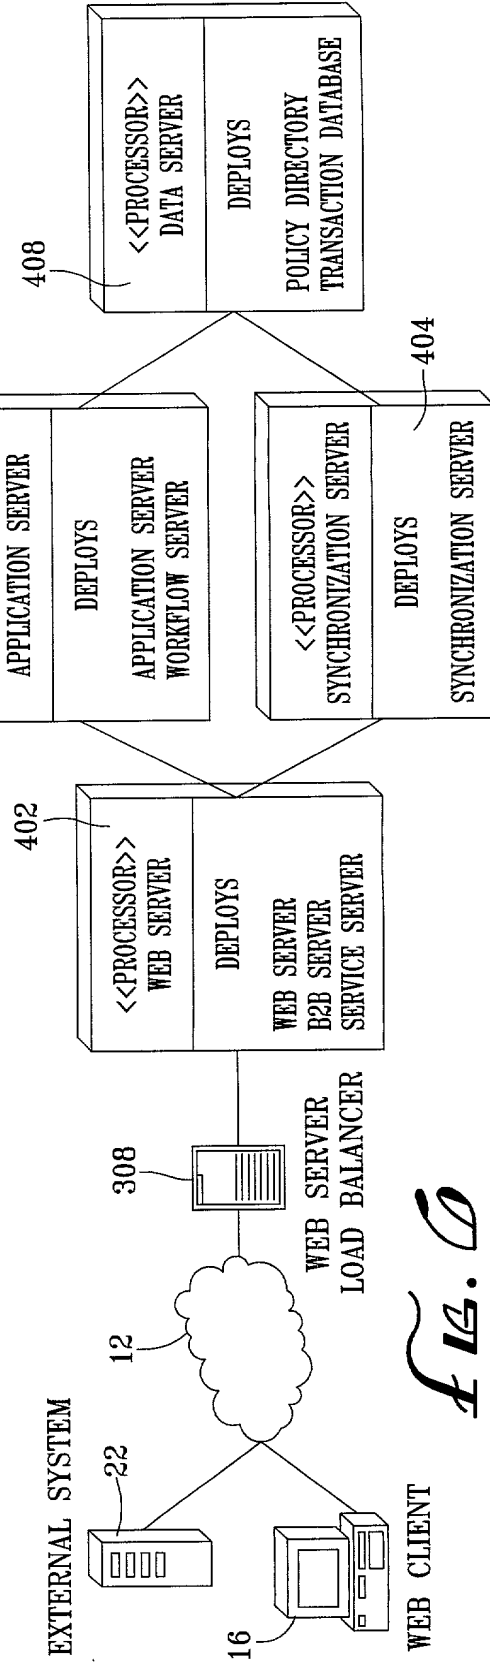 EXTERNAL SYSTEM
22
16
WEB CLIENT
12
308
WEB SERVER
LOAD BALANCER
402
<<PROCESSOR>>
WEB SERVER
DEPLOYS
WEB SERVER
B2B SERVER
SERVICE SERVER
APPLICATION SERVER
DEPLOYS
APPLICATION SERVER
WORKFLOW SERVER
<<PROCESSOR>>
SYNCHRONIZATION SERVER
DEPLOYS
SYNCHRONIZATION SERVER
404
408
<<PROCESSOR>>
DATA SERVER
DEPLOYS
POLICY DIRECTORY
TRANSACTION DATABASE
FIG. 6